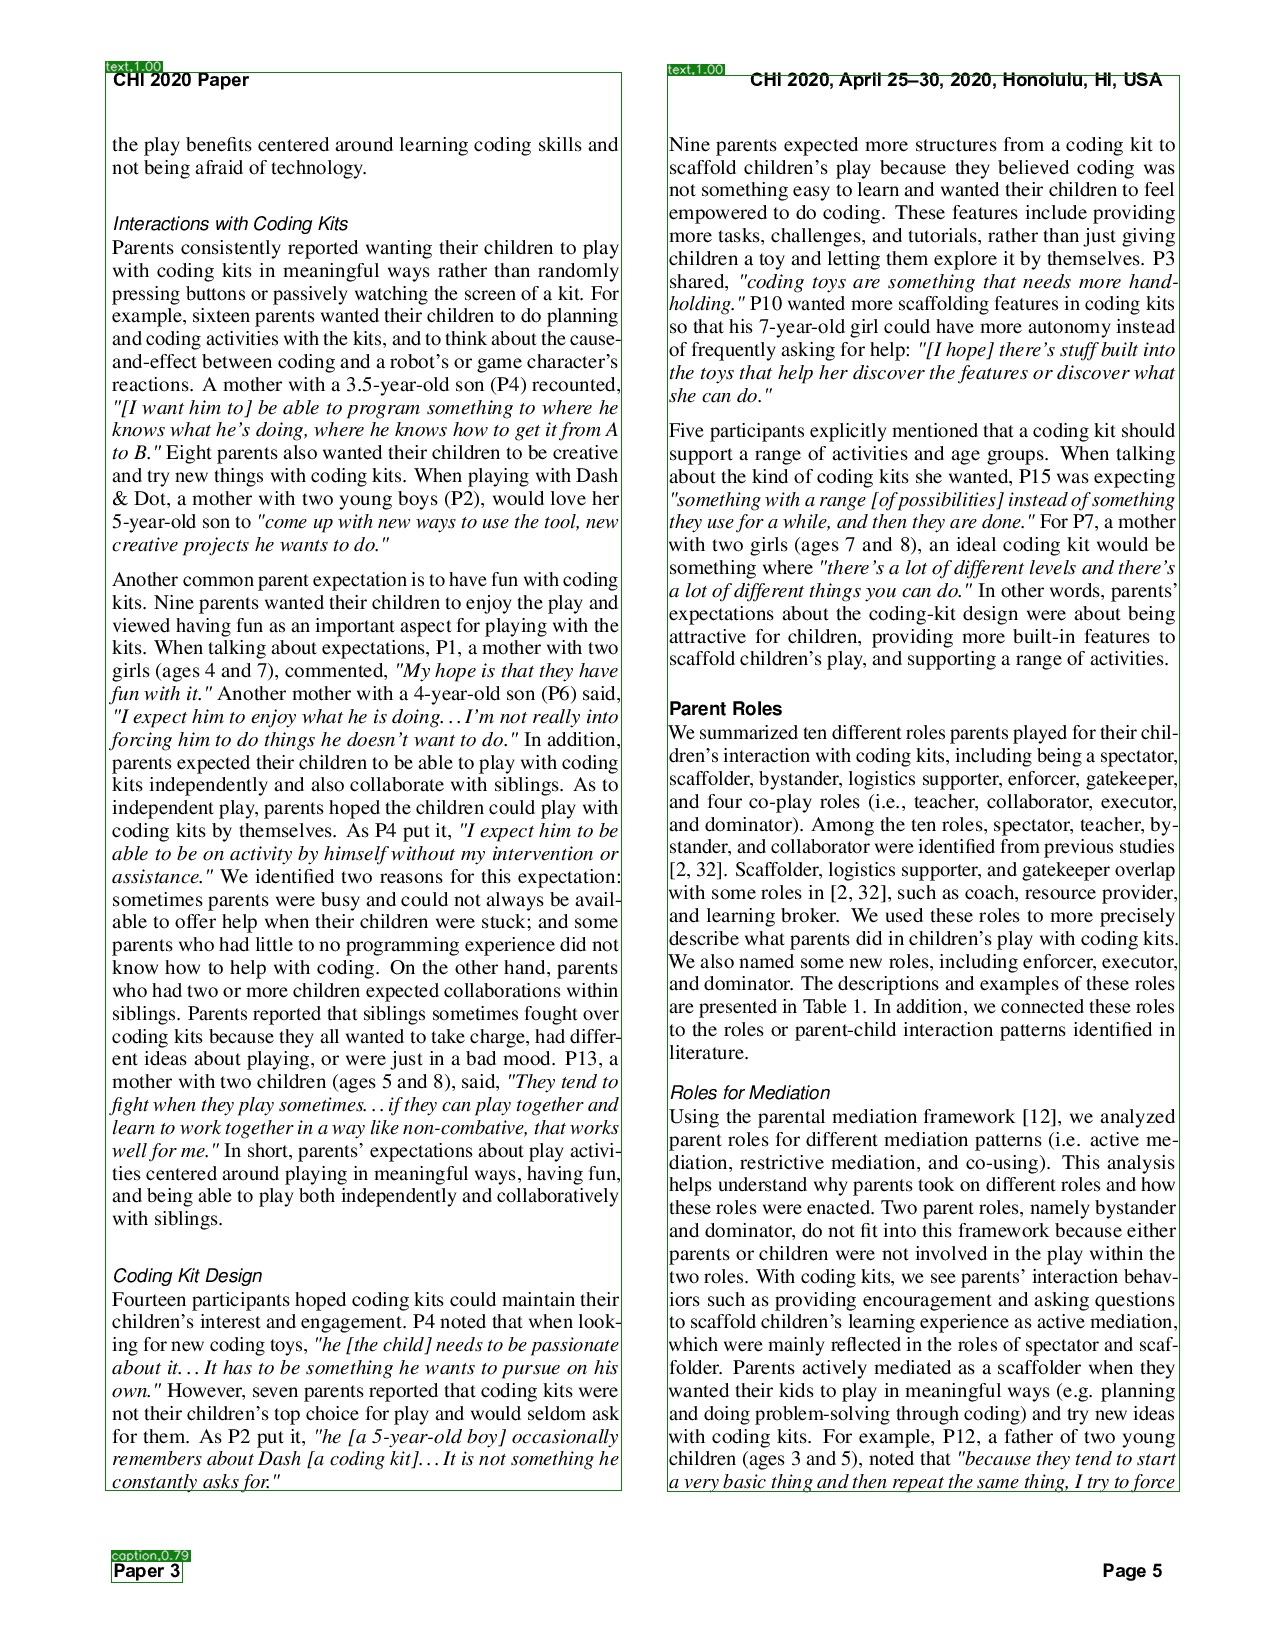 text,1.00
CHI 2020 Paper
text,1.00
CHI 2020, April 25–30, 2020, Honolulu, HI, USA
the play benefits centered around learning coding skills and
not being afraid of technology.
Interactions with Coding Kits
Parents consistently reported wanting their children to play
with coding kits in meaningful ways rather than randomly
pressing buttons or passively watching the screen of a kit. For
example, sixteen parents wanted their children to do planning
and coding activities with the kits, and to think about the cause-
and-effect between coding and a robot's or game character's
reactions. A mother with a 3.5-year-old son (P4) recounted,
"[I want him to] be able to program something to where he
knows what he's doing, where he knows how to get it from A
to B." Eight parents also wanted their children to be creative
and try new things with coding kits. When playing with Dash
& Dot, a mother with two young boys (P2), would love her
5-year-old son to "come up with new ways to use the tool, new
creative projects he wants to do."
Another common parent expectation is to have fun with coding
kits. Nine parents wanted their children to enjoy the play and
viewed having fun as an important aspect for playing with the
kits. When talking about expectations, P1, a mother with two
girls (ages 4 and 7), commented, "My hope is that they have
fun with it." Another mother with a 4-year-old son (P6) said,
"I expect him to enjoy what he is doing...I'm not really into
forcing him to do things he doesn't want to do." In addition,
parents expected their children to be able to play with coding
kits independently and also collaborate with siblings. As to
independent play, parents hoped the children could play with
coding kits by themselves. As P4 put it, "I expect him to be
able to be on activity by himself without my intervention or
assistance." We identified two reasons for this expectation:
sometimes parents were busy and could not always be avail-
able to offer help when their children were stuck; and some
parents who had little to no programming experience did not
know how to help with coding. On the other hand, parents
who had two or more children expected collaborations within
siblings. Parents reported that siblings sometimes fought over
coding kits because they all wanted to take charge, had differ-
ent ideas about playing, or were just in a bad mood. P13, a
mother with two children (ages 5 and 8), said, "They tend to
fight when they play sometimes...if they can play together and
learn to work together in a way like non-combative, that works
well for me." In short, parents' expectations about play activi-
ties centered around playing in meaningful ways, having fun,
and being able to play both independently and collaboratively
with siblings.
Coding Kit Design
Fourteen participants hoped coding kits could maintain their
children's interest and engagement. P4 noted that when look-
ing for new coding toys, "he [the child] needs to be passionate
about it...It has to be something he wants to pursue on his
own." However, seven parents reported that coding kits were
not their children's top choice for play and would seldom ask
for them. As P2 put it, "he [a 5-year-old boy] occasionally
remembers about Dash [a coding kit]...It is not something he
constantly asks for."
Nine parents expected more structures from a coding kit to
scaffold children's play because they believed coding was
not something easy to learn and wanted their children to feel
empowered to do coding. These features include providing
more tasks, challenges, and tutorials, rather than just giving
children a toy and letting them explore it by themselves. P3
shared, "coding toys are something that needs more hand-
holding." P10 wanted more scaffolding features in coding kits
so that his 7-year-old girl could have more autonomy instead
of frequently asking for help: "[I hope] there's stuff built into
the toys that help her discover the features or discover what
she can do."
Five participants explicitly mentioned that a coding kit should
support a range of activities and age groups. When talking
about the kind of coding kits she wanted, P15 was expecting
"something with a range [of possibilities] instead of something
they use for a while, and then they are done." For P7, a mother
with two girls (ages 7 and 8), an ideal coding kit would be
something where "there's a lot of different levels and there's
a lot of different things you can do." In other words, parents'
expectations about the coding-kit design were about being
attractive for children, providing more built-in features to
scaffold children's play, and supporting a range of activities.
Parent Roles
We summarized ten different roles parents played for their chil-
dren's interaction with coding kits, including being a spectator,
scaffolder, bystander, logistics supporter, enforcer, gatekeeper,
and four co-play roles (i.e., teacher, collaborator, executor,
and dominator). Among the ten roles, spectator, teacher, by-
stander, and collaborator were identified from previous studies
[2, 32]. Scaffolder, logistics supporter, and gatekeeper overlap
with some roles in [2, 32], such as coach, resource provider,
and learning broker. We used these roles to more precisely
describe what parents did in children's play with coding kits.
We also named some new roles, including enforcer, executor,
and dominator. The descriptions and examples of these roles
are presented in Table 1. In addition, we connected these roles
to the roles or parent-child interaction patterns identified in
literature.
Roles for Mediation
Using the parental mediation framework [12], we analyzed
parent roles for different mediation patterns (i.e. active me-
diation, restrictive mediation, and co-using). This analysis
helps understand why parents took on different roles and how
these roles were enacted. Two parent roles, namely bystander
and dominator, do not fit into this framework because either
parents or children were not involved in the play within the
two roles. With coding kits, we see parents' interaction behav-
iors such as providing encouragement and asking questions
to scaffold children's learning experience as active mediation,
which were mainly reflected in the roles of spectator and scaf-
folder. Parents actively mediated as a scaffolder when they
wanted their kids to play in meaningful ways (e.g. planning
and doing problem-solving through coding) and try new ideas
with coding kits. For example, P12, a father of two young
children (ages 3 and 5), noted that "because they tend to start
a very basic thing and then repeat the same thing, I try to force
caption,0.79
Paper 3
Page 5